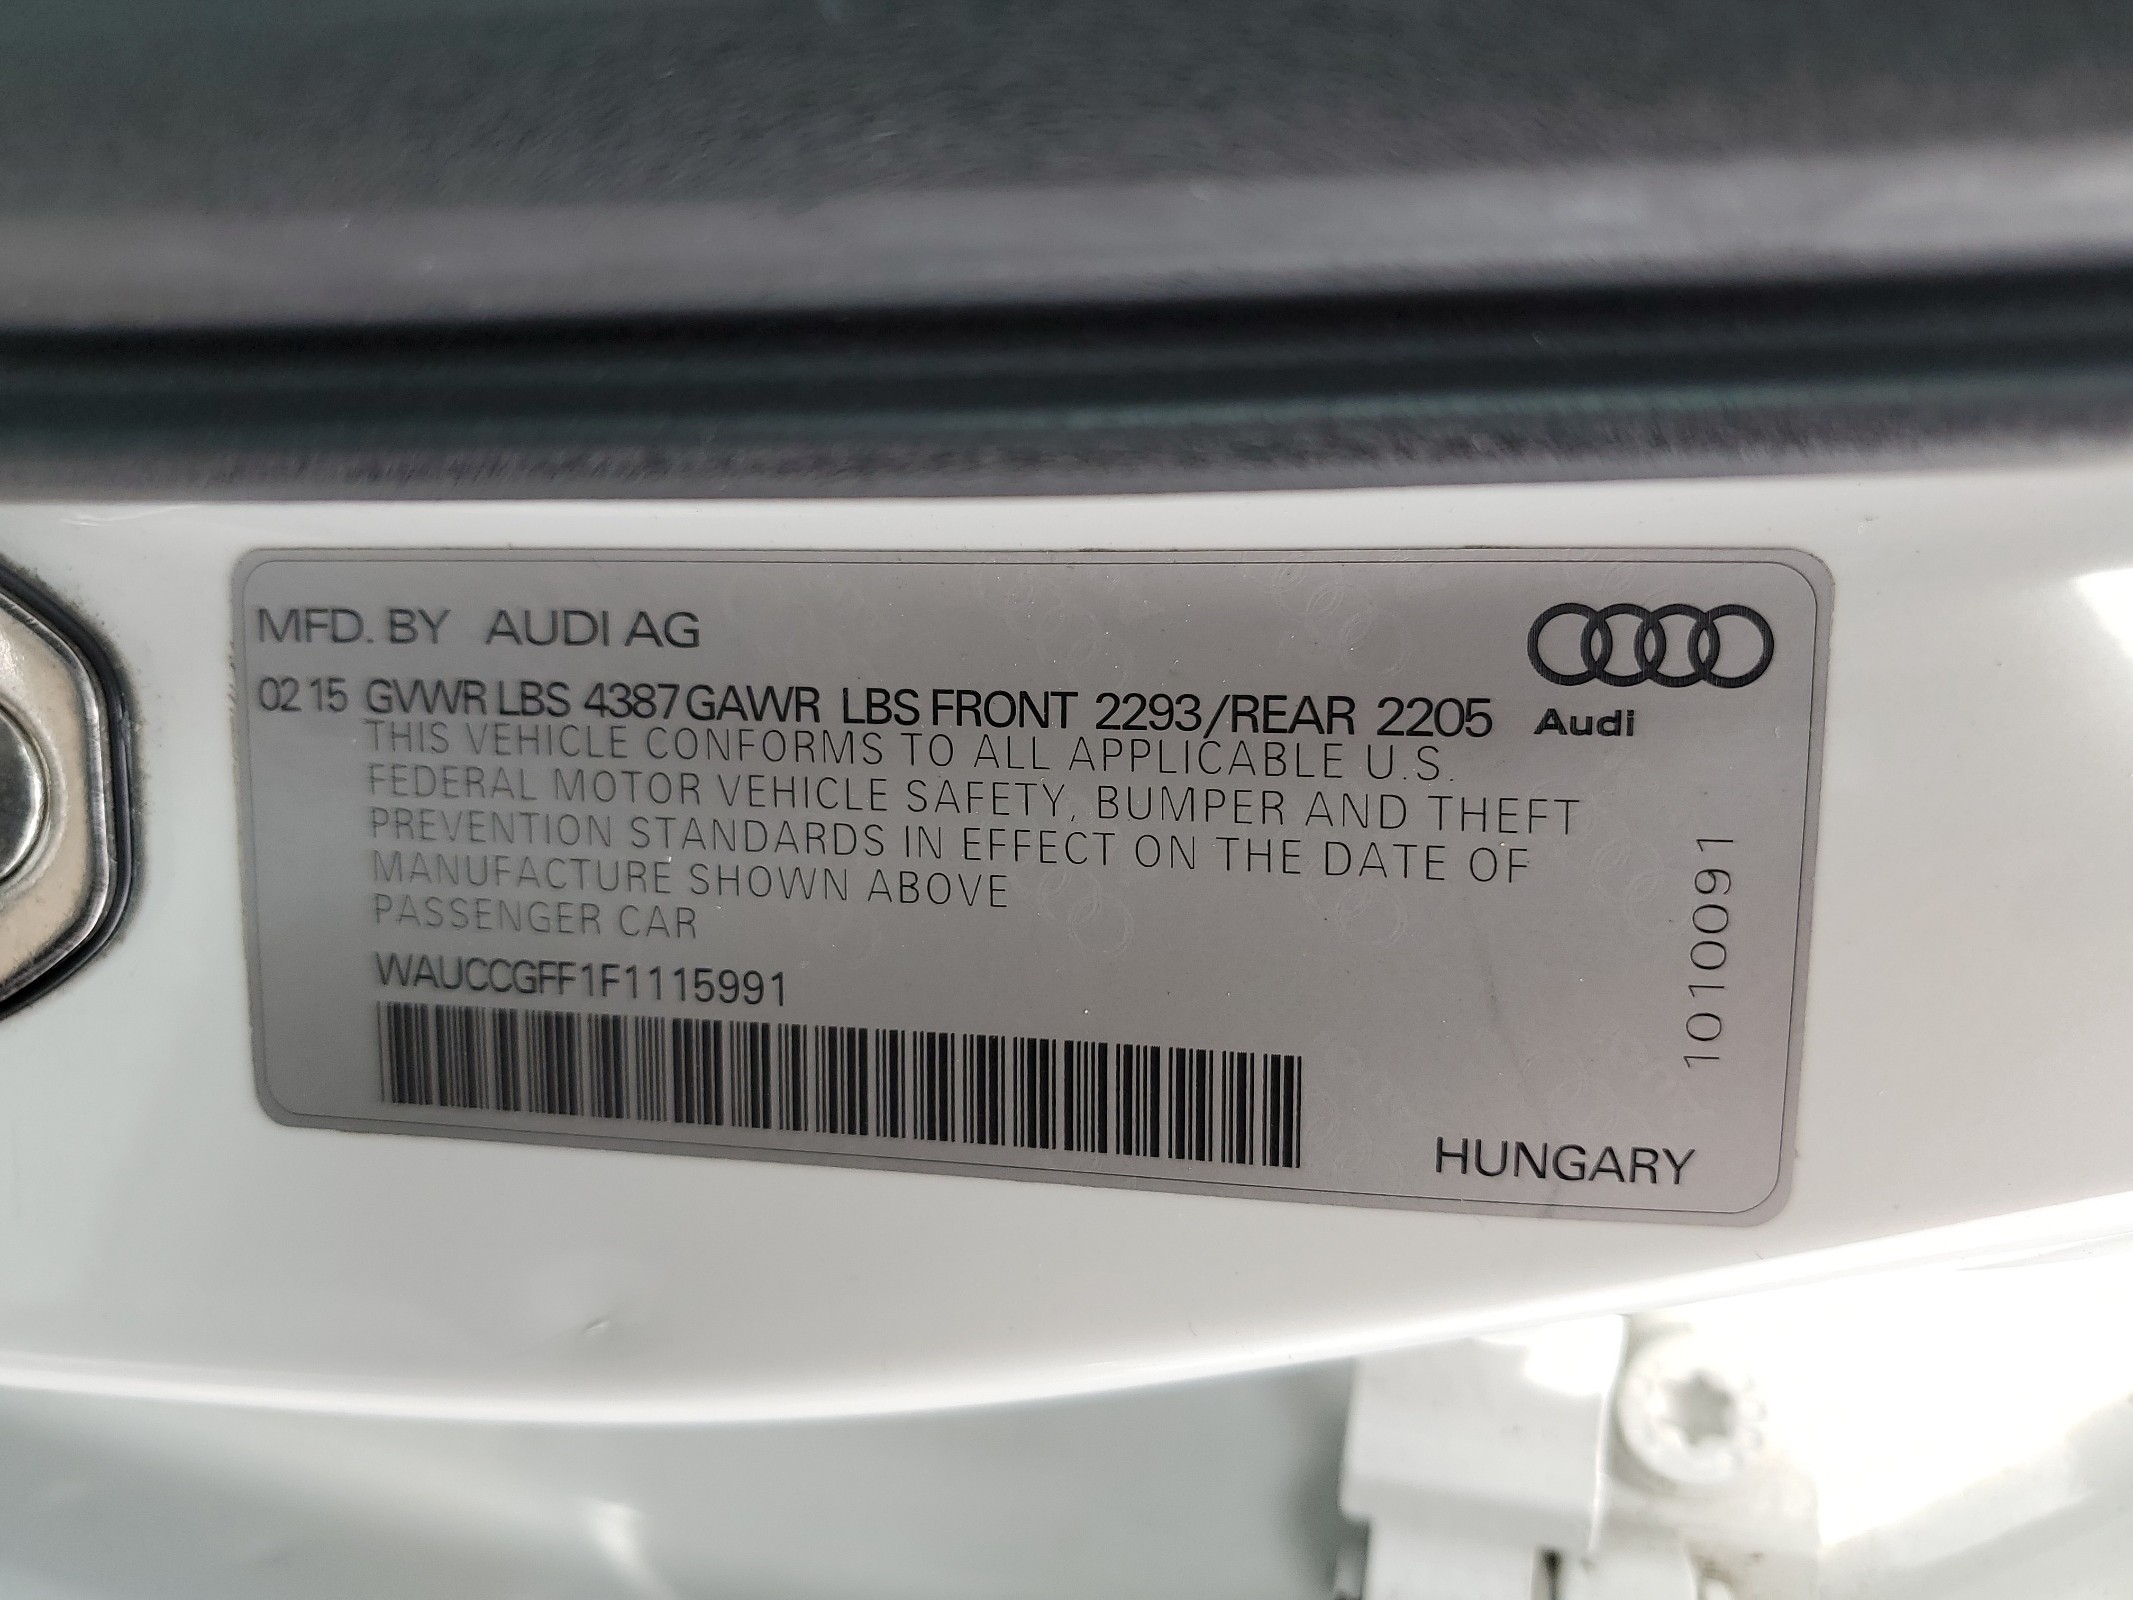 MFD. BY AUDI AG
02 15 GVWR LBS 4387 GAWR LBS FRONT 2293/REAR 2205
Audi
THIS VEHICLE CONFORMS TO ALL APPLICABLE U.S.
FEDERAL MOTOR VEHICLE SAFETY, BUMPER AND THEFT
PREVENTION STANDARDS IN EFFECT ON THE DATE OF
MANUFACTURE SHOWN ABOVE
PASSENGER CAR
WAUCCGFF1F1115991
1010091
HUNGARY